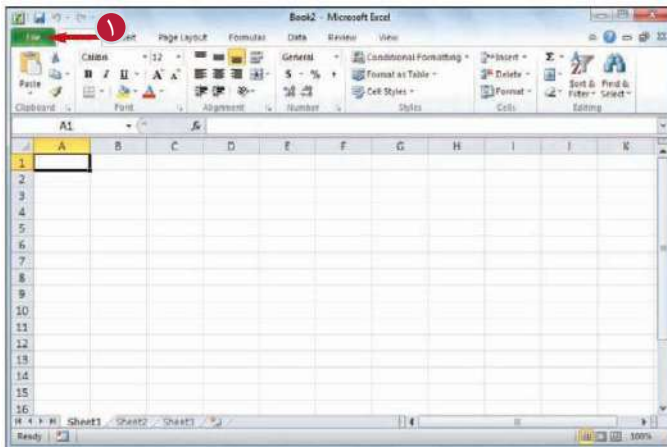 Book2 - Microsoft Excel
File ١ Page Layout Formulas Data Review View
Calibri 12 General Conditional Formatting Insert Σ
Paste B I U A A $ % , Format as Table Delete Sort & Find &
A Cell Styles Format Filter Select
Clipboard Font Alignment Number Styles Cells Editing
A1 fx
A B C D E F G H I J K
1
2
3
4
5
6
7
8
9
10
11
12
13
14
15
16
Sheet1 Sheet2 Sheet3
Ready 100%